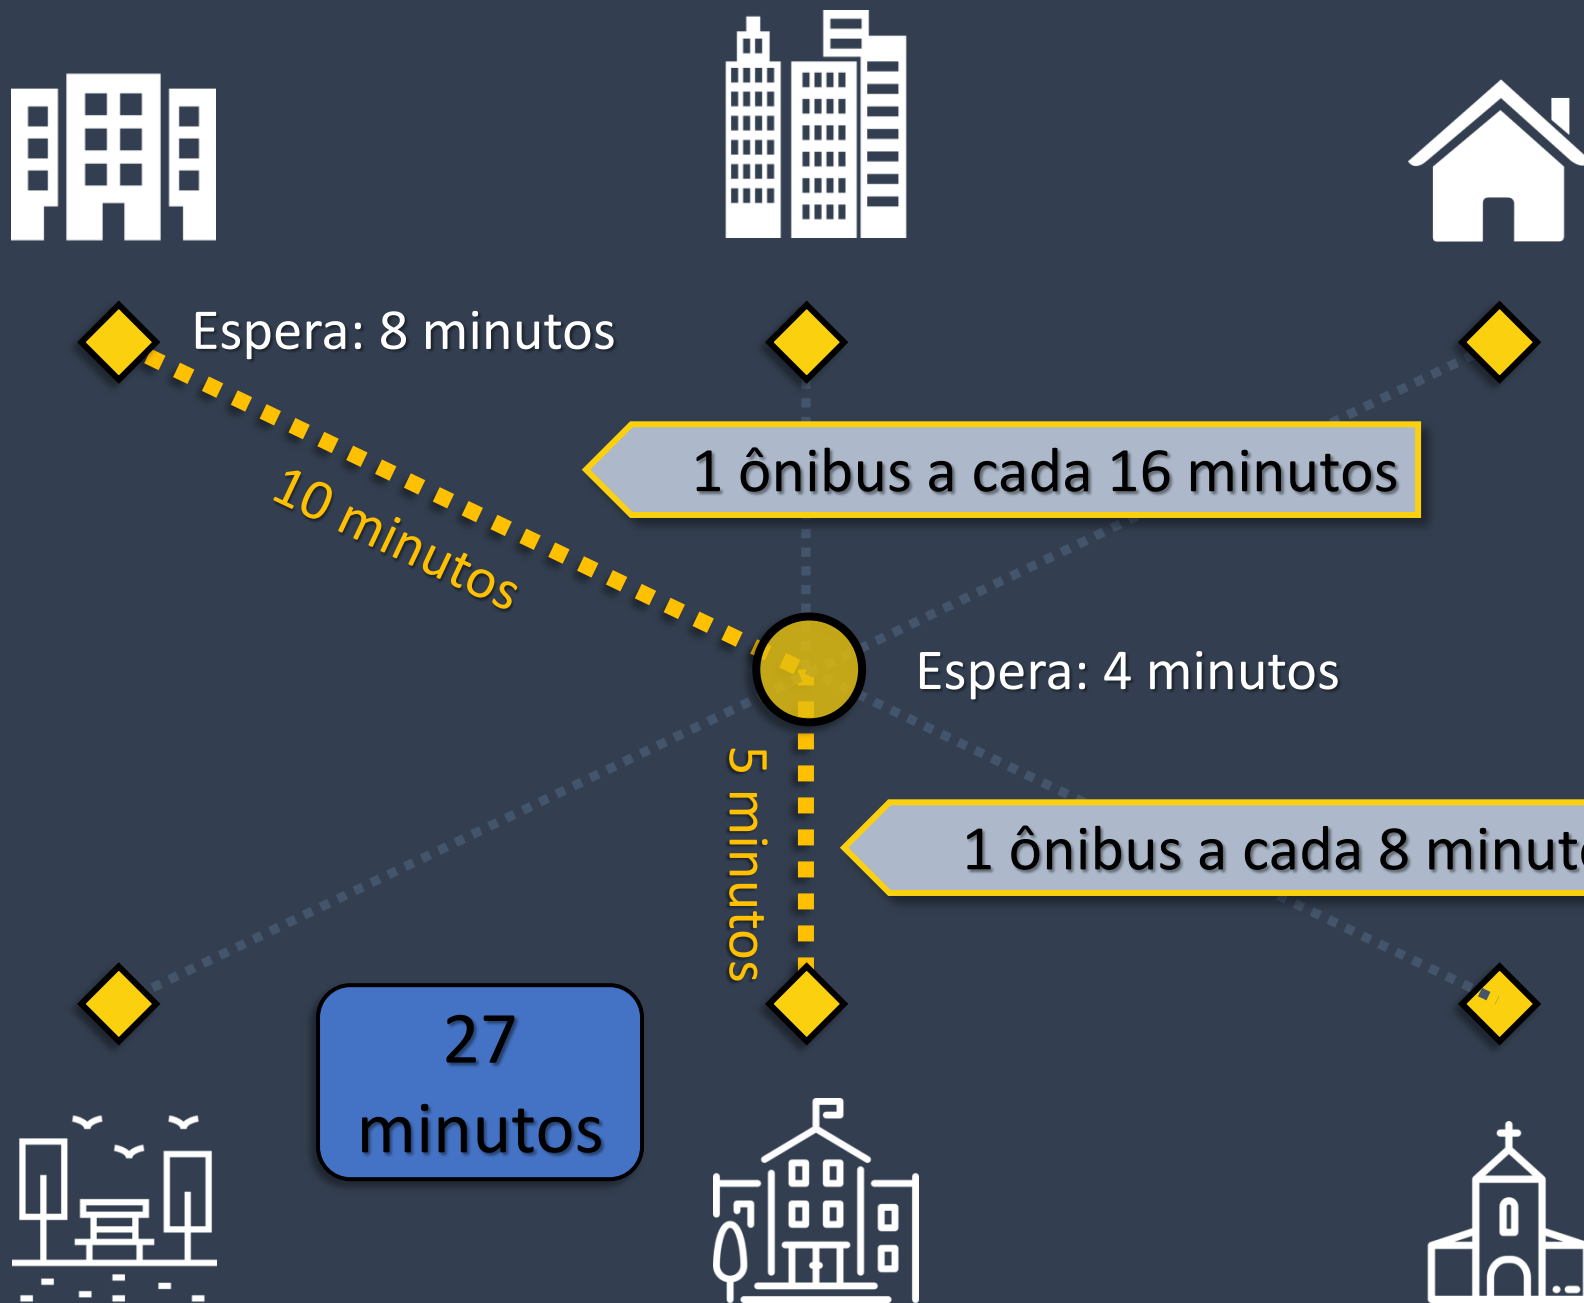 Espera: 8 minutos
1 ônibus a cada 16 minutos
10 minutos
Espera: 4 minutos
5 minutos
1 ônibus a cada 8
27
minutos